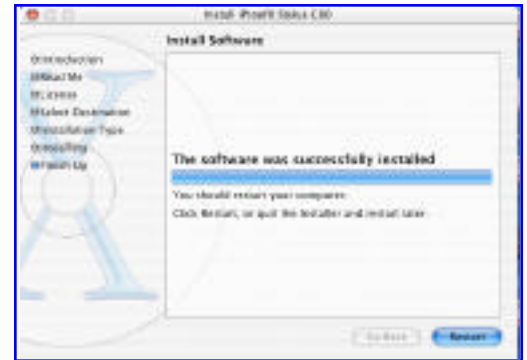 Install Software
Introduction
Read Me
License
Select Destination
Installation Type
Installing
Finish Up
The software was successfully installed
You should restart your computer.
Click Restart, or quit the Installer and restart later.
Go Back
Restart